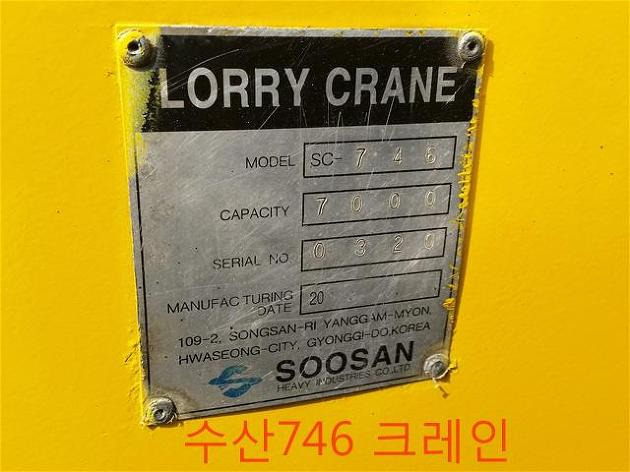 LORRY CRANE
MODEL SC-746
CAPACITY 7000
SERIAL NO. 0320
MANUFACTURING DATE 20
109-2, SONGSAN-RI YANGGAM-MYON,
HWASEONG-CITY, GYONGGI-DO,KOREA
SOOSAN
HEAVY INDUSTRIES CO.,LTD.
수산746 크레인